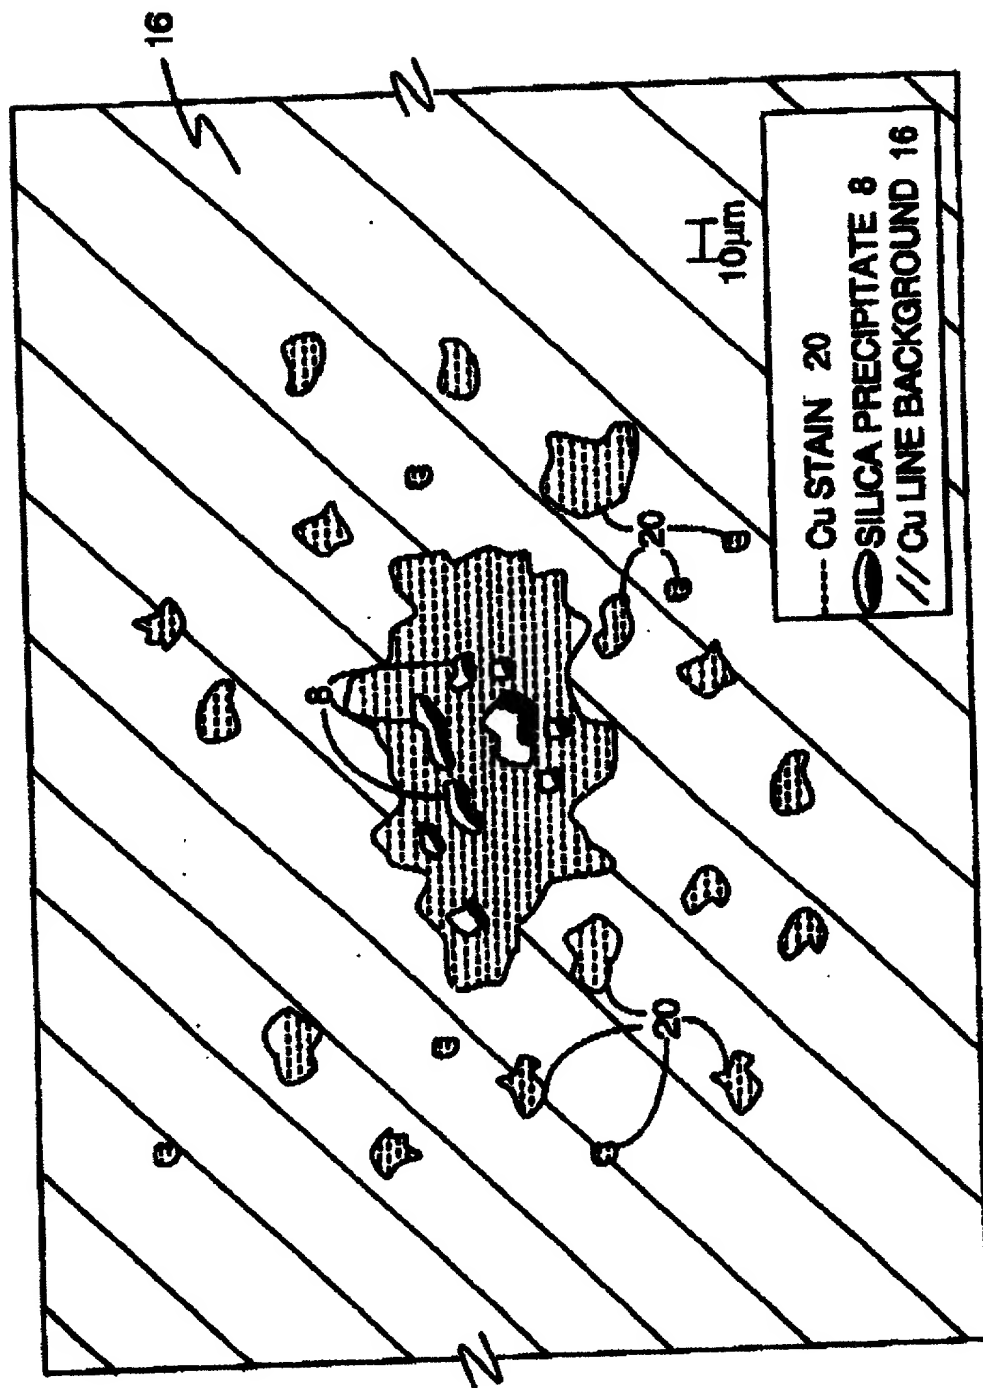 16
8
20
20
10µm
Cu STAIN 20
SILICA PRECIPITATE 8
// Cu LINE BACKGROUND 16